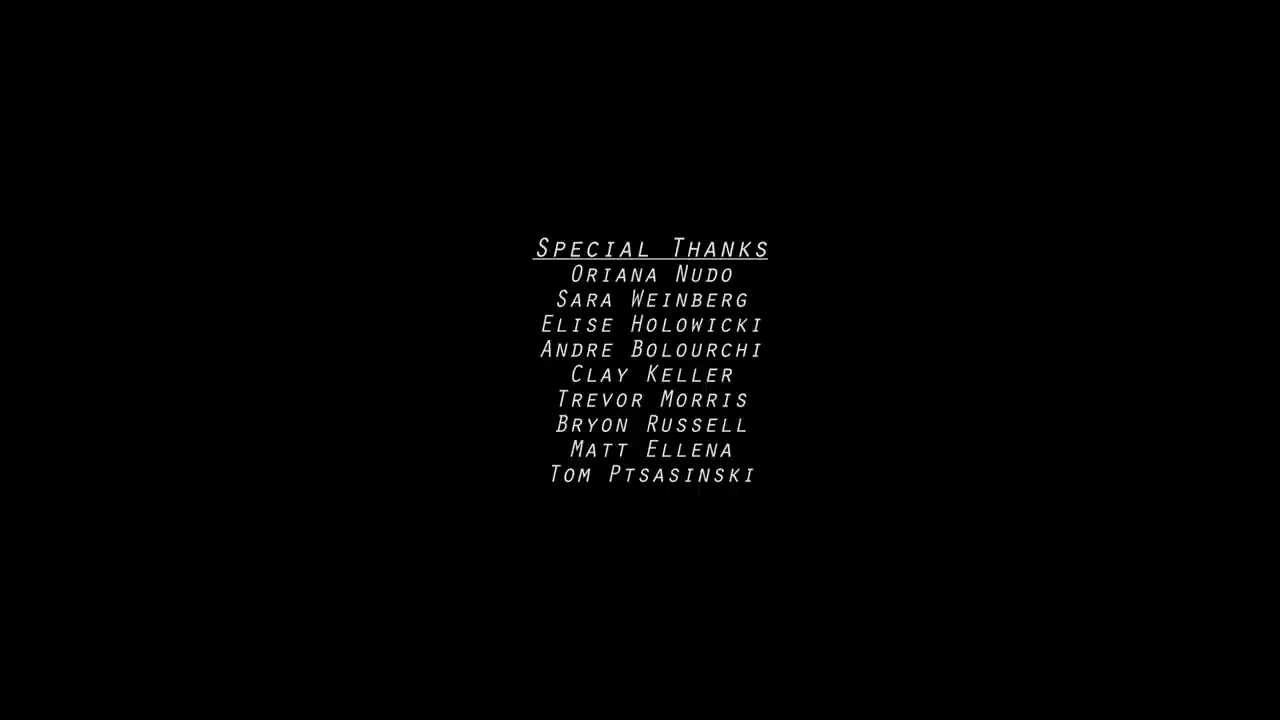 Special Thanks
Oriana Nudo
Sara Weinberg
Elise Holowicki
Andre Bolourchi
Clay Keller
Trevor Morris
Bryon Russell
Matt Ellena
Tom Ptsasinski